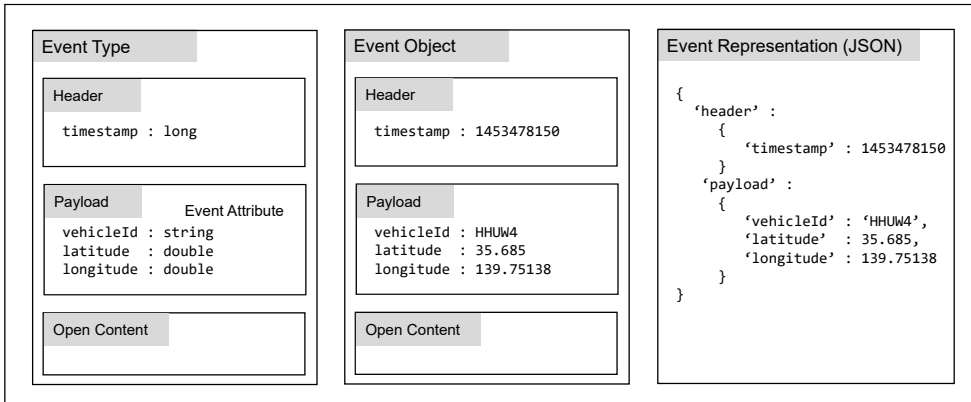 Event Type
Header
timestamp : long
Payload
Event Attribute
vehicleId : string
latitude : double
longitude : double
Open Content
Event Object
Header
timestamp : 1453478150
Payload
vehicleId : HHUW4
latitude : 35.685
longitude : 139.75138
Open Content
Event Representation (JSON)
{
‘header’ :
{
‘timestamp’ : 1453478150
}
‘payload’ :
{
‘vehicleId’ : ‘HHUW4’,
‘latitude’ : 35.685,
‘longitude’ : 139.75138
}
}